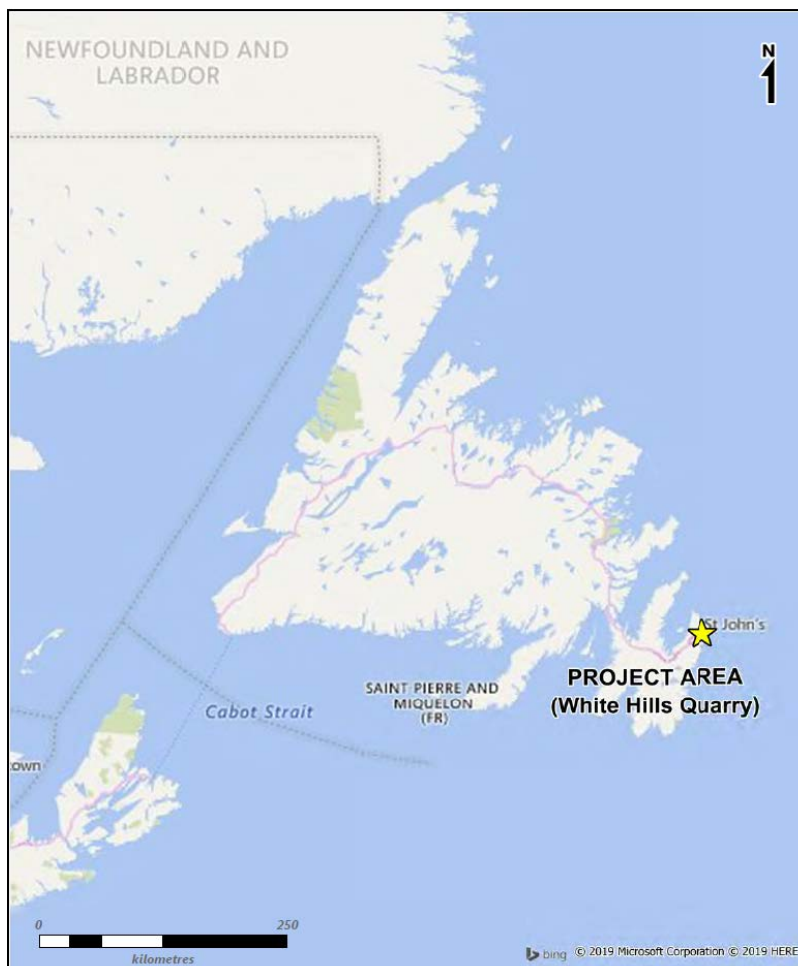 NEWFOUNDLAND AND
LABRADOR
N
St John's
PROJECT AREA
(White Hills Quarry)
SAINT PIERRE AND
MIQUELON
(FR)
Cabot Strait
town
0 250
kilometres
bing © 2019 Microsoft Corporation © 2019 HERE